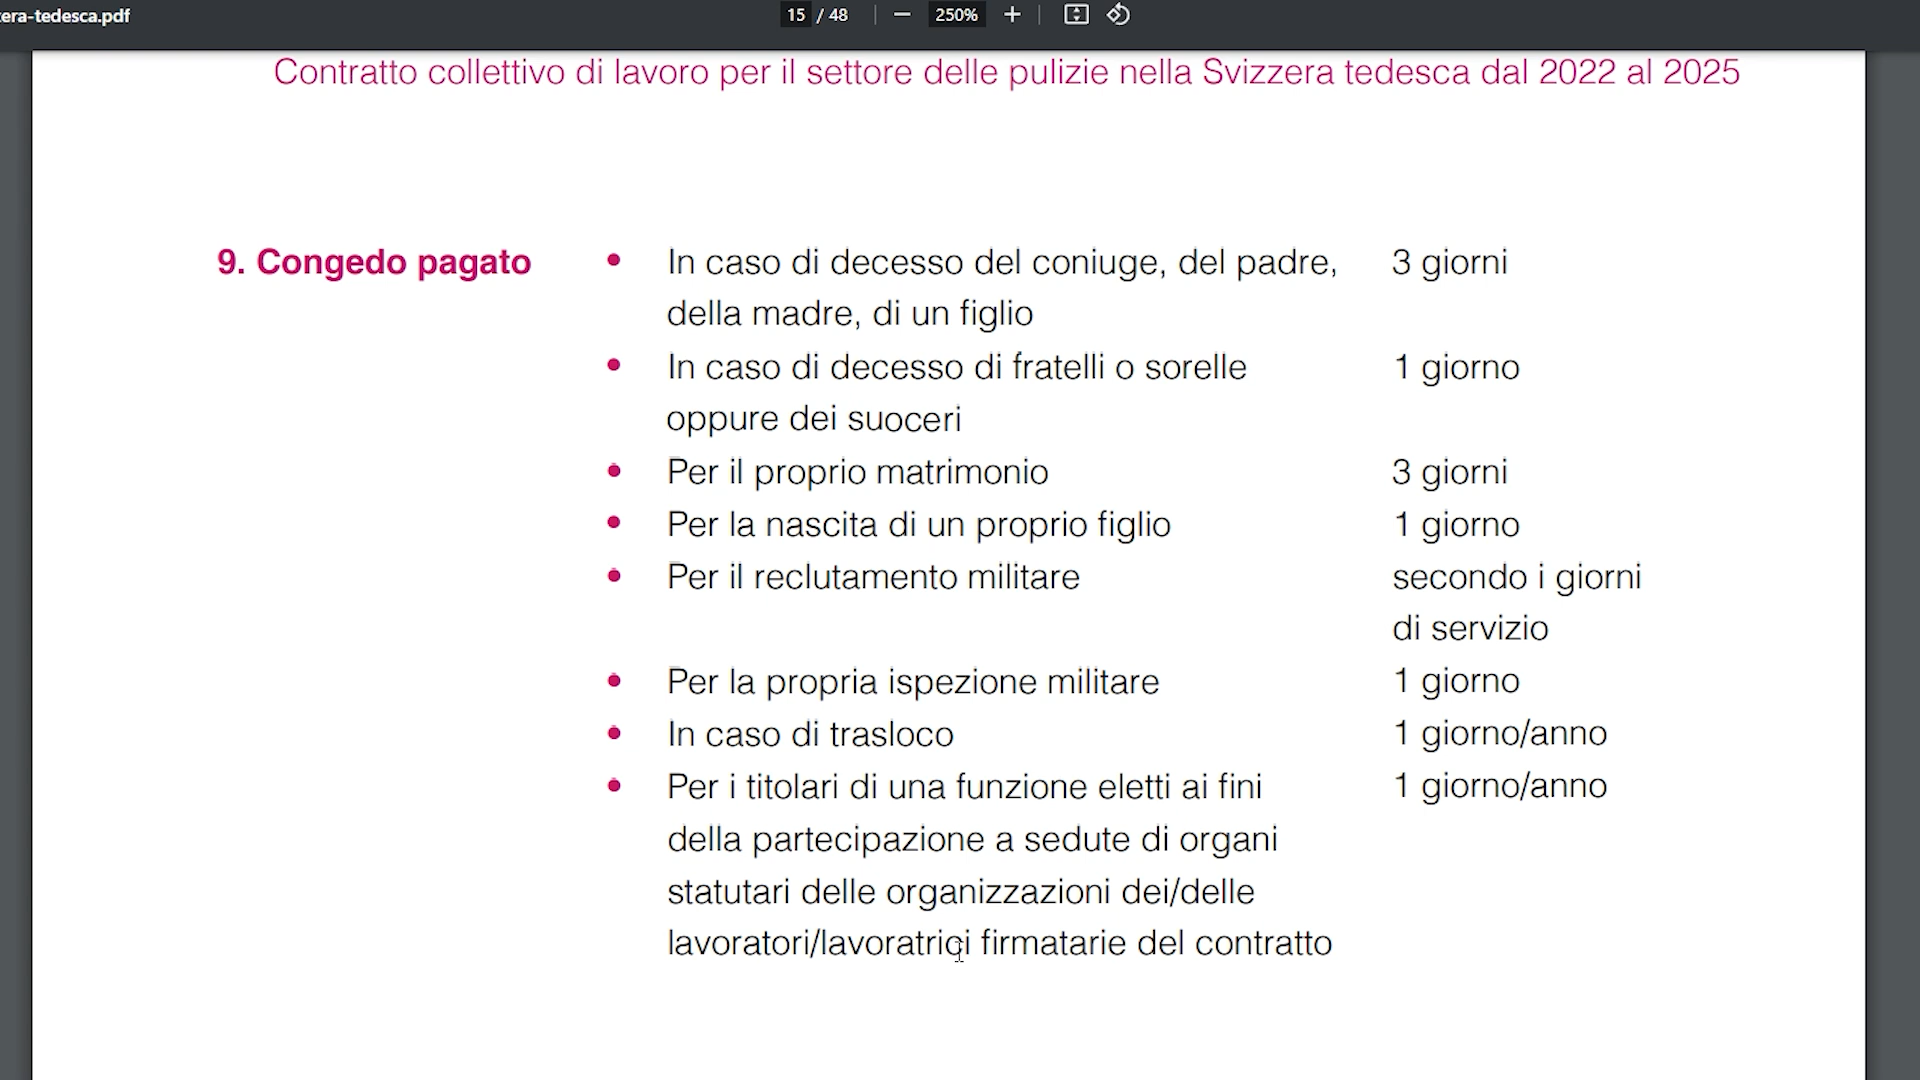 era-tedesca.pdf
15 / 48
250%
Contratto collettivo di lavoro per il settore delle pulizie nella Svizzera tedesca dal 2022 al 2025
9. Congedo pagato
• In caso di decesso del coniuge, del padre, 3 giorni
della madre, di un figlio
• In caso di decesso di fratelli o sorelle 1 giorno
oppure dei suoceri
• Per il proprio matrimonio 3 giorni
• Per la nascita di un proprio figlio 1 giorno
• Per il reclutamento militare secondo i giorni
di servizio
• Per la propria ispezione militare 1 giorno
• In caso di trasloco 1 giorno/anno
• Per i titolari di una funzione eletti ai fini 1 giorno/anno
della partecipazione a sedute di organi
statutari delle organizzazioni dei/delle
lavoratori/lavoratrici firmatarie del contratto